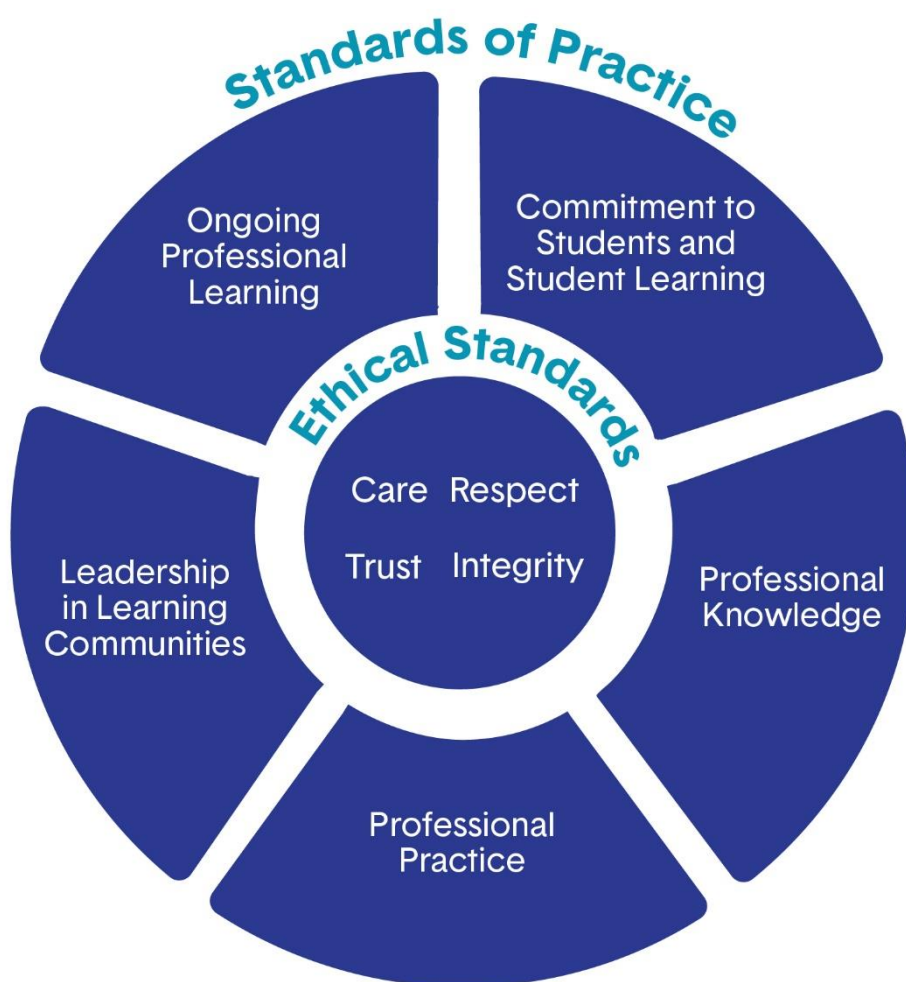 Standards of Practice
Ongoing
Professional
Learning
Commitment to
Students and
Student Learning
Ethical Standards
Care Respect
Trust Integrity
Leadership
in Learning
Communities
Professional
Knowledge
Professional
Practice